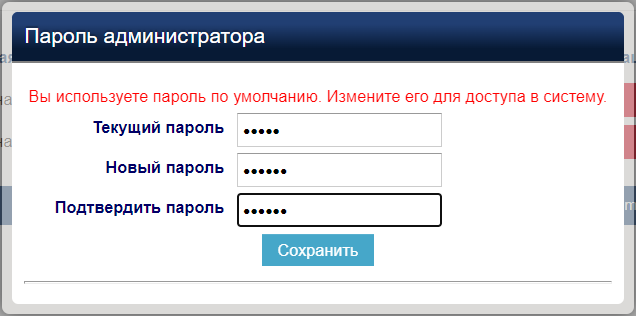 Пароль администратора
Вы используете пароль по умолчанию. Измените его для доступа в систему.
Текущий пароль •••••
Новый пароль ••••••
Подтвердить пароль ••••••
Сохранить